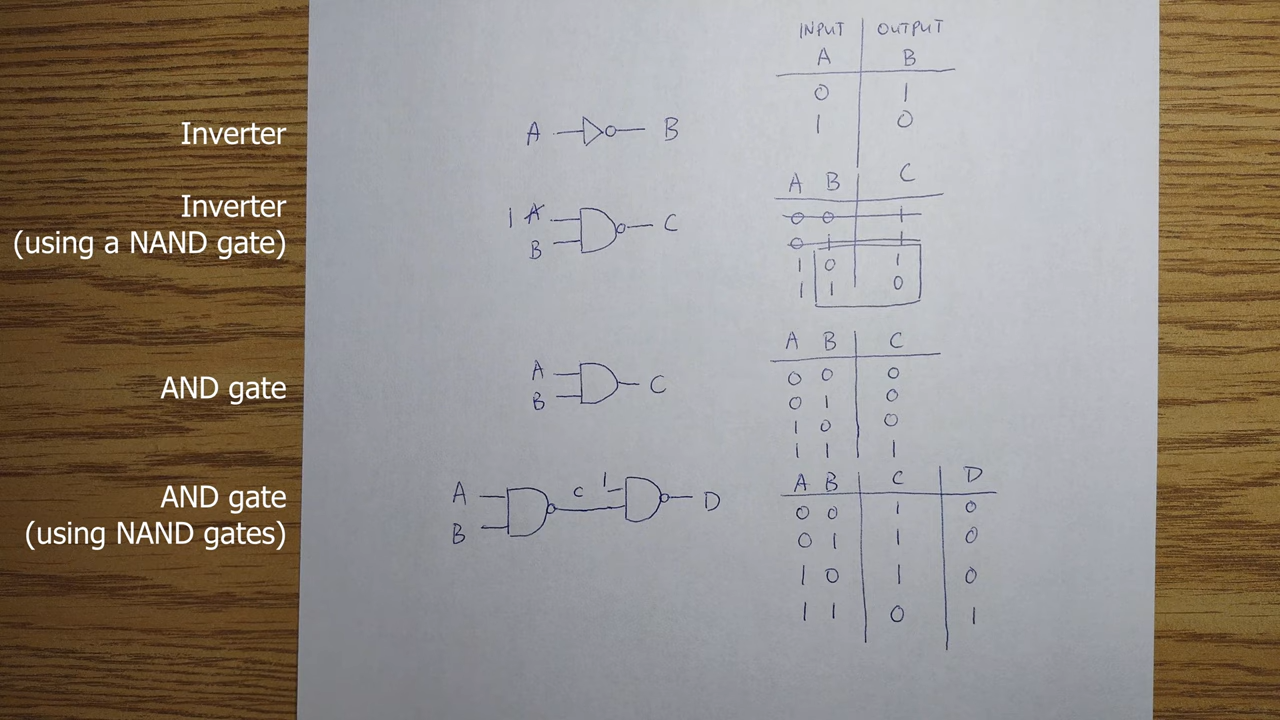 INPUT OUTPUT
A B
0 1
1 0
Inverter
A B
Inverter
(using a NAND gate)
1 A C
B
A B C
0 0 1
0 1 1
1 0 1
1 1 0
AND gate
A C
B
A B C
0 0 0
0 1 0
1 0 0
1 1 1
AND gate
(using NAND gates)
A C 1 D
B
A B C D
0 0 1 0
0 1 1 0
1 0 1 0
1 1 0 1